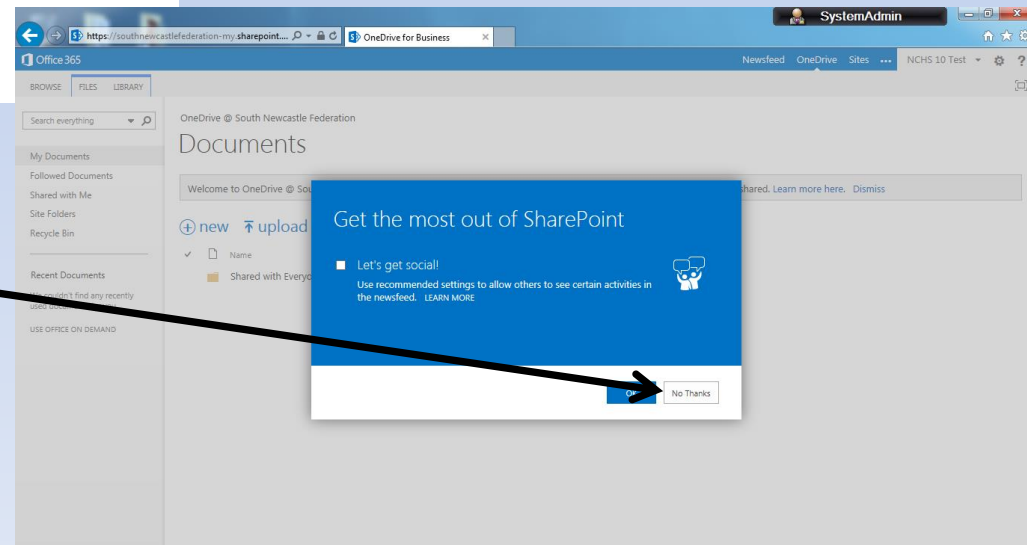 SystemAdmin
https://southnewcastlefederation-my.sharepoint....
OneDrive for Business
Office 365
Newsfeed OneDrive Sites ... NCHS 10 Test ?
BROWSE FILES LIBRARY
Search everything
OneDrive @ South Newcastle Federation
Documents
My Documents
Followed Documents
Shared with Me
Site Folders
Recycle Bin
Recent Documents
USE OFFICE ON DEMAND
Welcome to OneDrive @
shared. Learn more here. Dismiss
new upload
Name
Shared with
Get the most out of SharePoint
Let's get social!
Use recommended settings to allow others to see certain activities in
the newsfeed. LEARN MORE
No Thanks